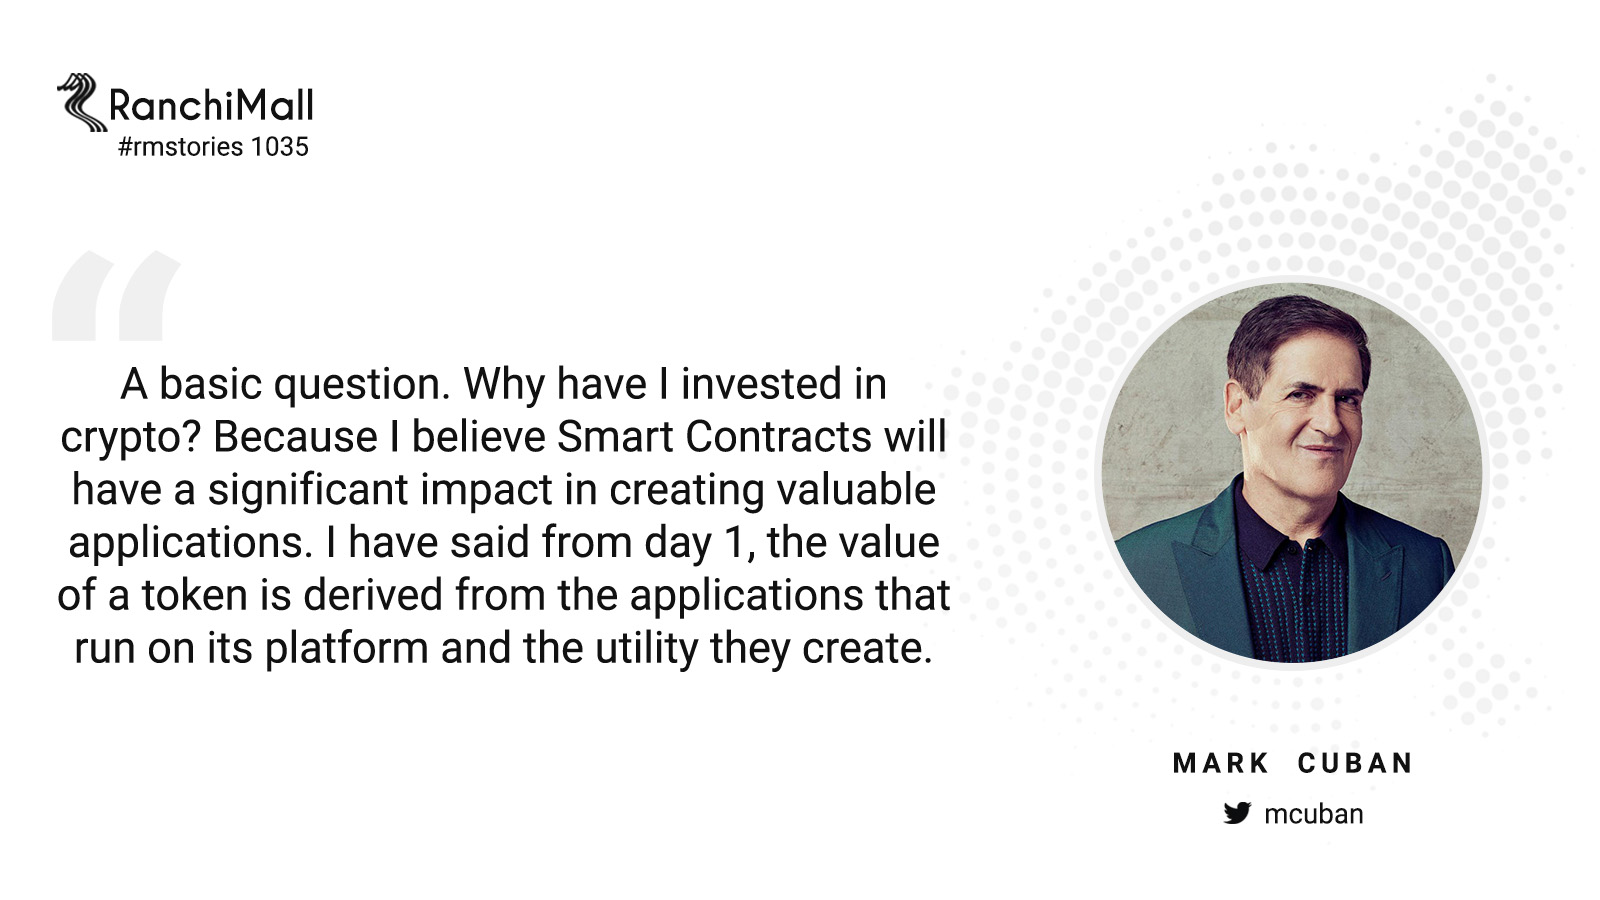 RanchiMall
#rmstories 1035
“
A basic question. Why have I invested in
crypto? Because I believe Smart Contracts will
have a significant impact in creating valuable
applications. I have said from day 1, the value
of a token is derived from the applications that
run on its platform and the utility they create.
MARK CUBAN
mcuban